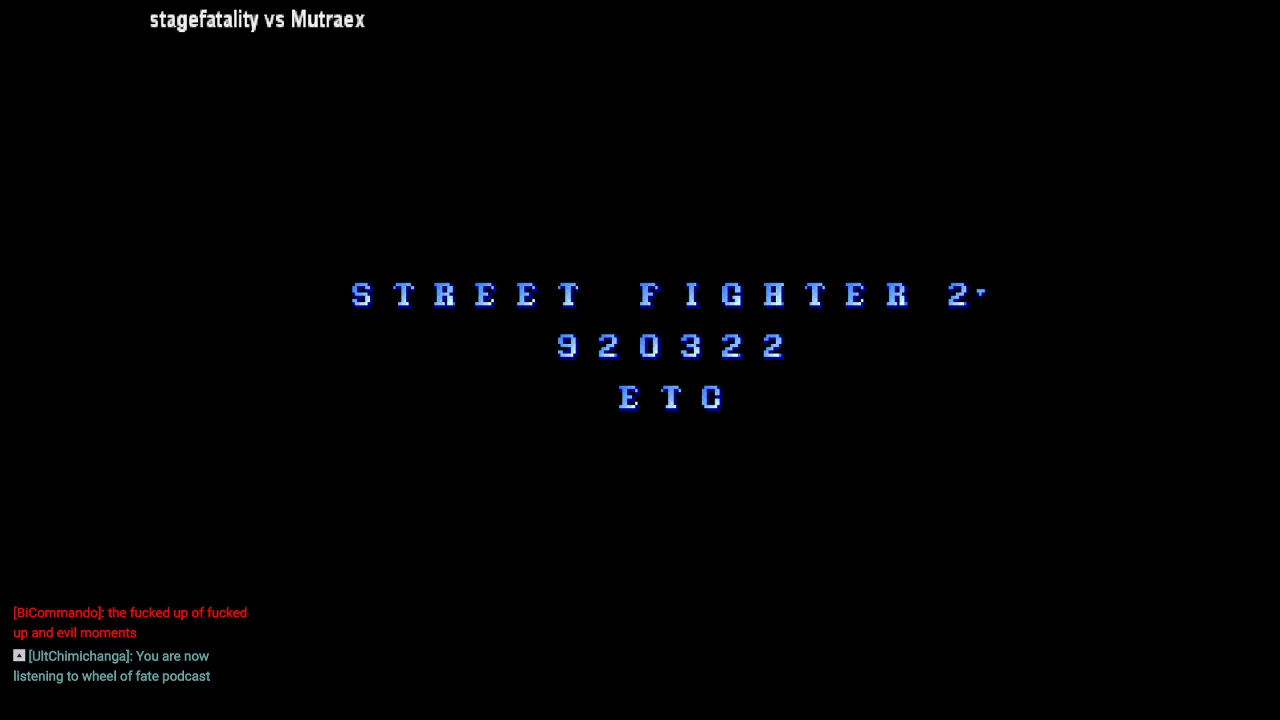 stagefatality vs Mutraex
STREET FIGHTER 2'
920322
ETC
[BiCommando]: the fucked up of fucked
up and evil moments
[UltChimichanga]: You are now
listening to wheel of fate podcast